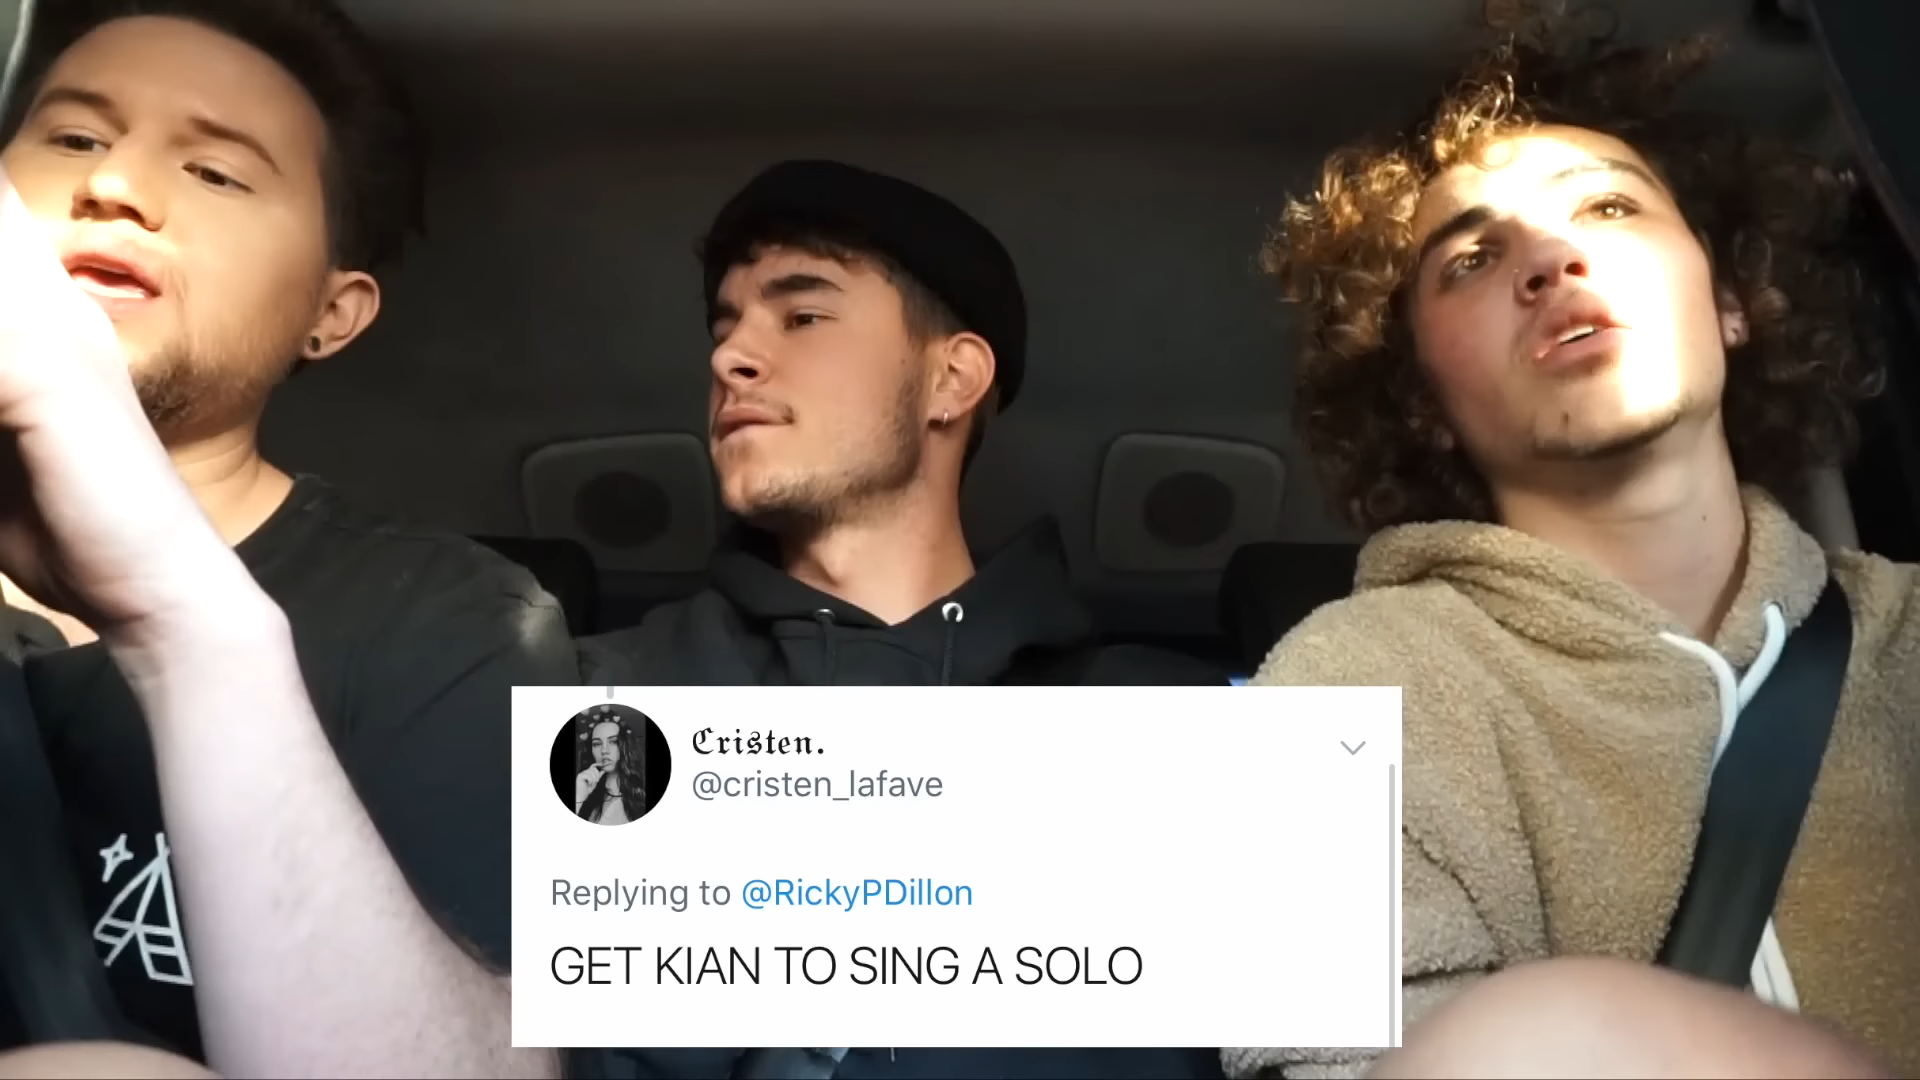 Cristen.
@cristen_lafave
Replying to @RickyPDillon
GET KIAN TO SING A SOLO